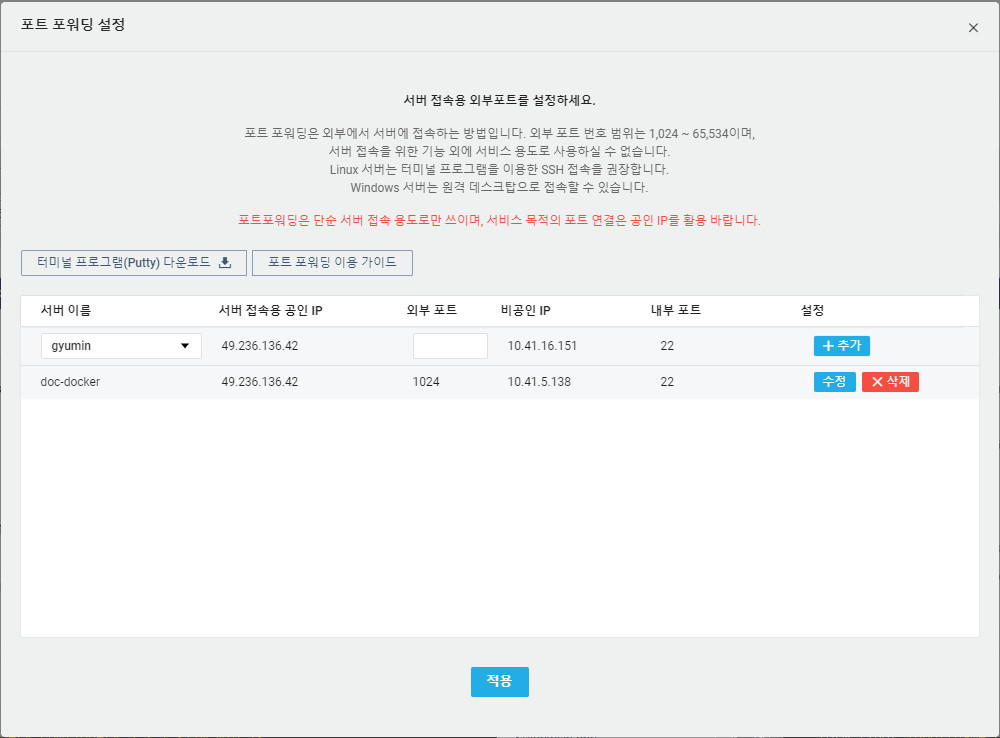 포트 포워딩 설정
서버 접속용 외부포트를 설정하세요.
포트 포워딩은 외부에서 서버에 접속하는 방법입니다. 외부 포트 번호 범위는 1,024 ~ 65,534이며,
서버 접속을 위한 기능 외에 서비스 용도로 사용하실 수 없습니다.
Linux 서버는 터미널 프로그램을 이용한 SSH 접속을 권장합니다.
Windows 서버는 원격 데스크탑으로 접속할 수 있습니다.
포트포워딩은 단순 서버 접속 용도로만 쓰이며, 서비스 목적의 포트 연결은 공인 IP를 활용 바랍니다.
터미널 프로그램(Putty) 다운로드 포트 포워딩 이용 가이드
서버 이름 서버 접속용 공인 IP 외부 포트 비공인 IP 내부 포트 설정
gyumin 49.236.136.42 10.41.16.151 22 + 추가
doc-docker 49.236.136.42 1024 10.41.5.138 22 수정 X 삭제
적용